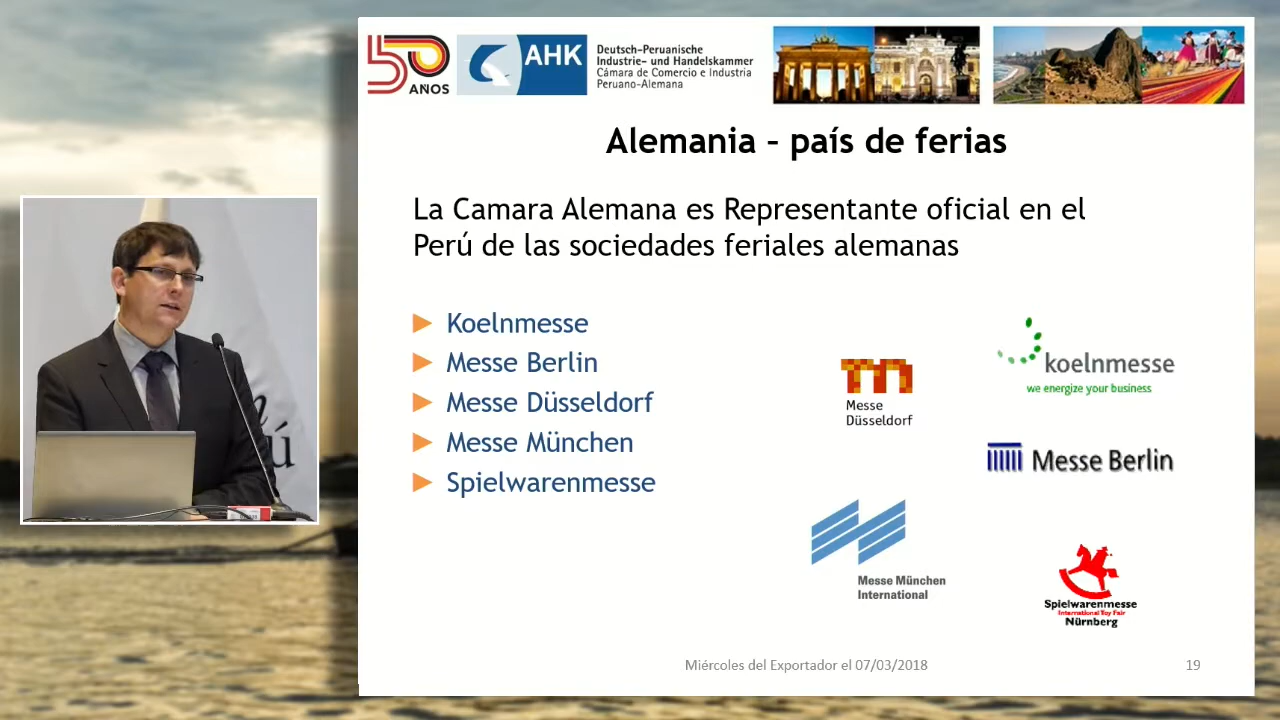 50 AÑOS
AHK
Deutsch-Peruanische
Industrie- und Handelskammer
Cámara de Comercio e Industria
Peruano-Alemana
Alemania – país de ferias
La Camara Alemana es Representante oficial en el
Perú de las sociedades feriales alemanas
Koelnmesse
Messe Berlin
Messe Düsseldorf
Messe München
Spielwarenmesse
koelnmesse
we energize your business
Messe
Düsseldorf
Messe Berlin
Messe München
International
Spielwarenmesse
International Toy Fair
Nürnberg
Miércoles del Exportador el 07/03/2018
19